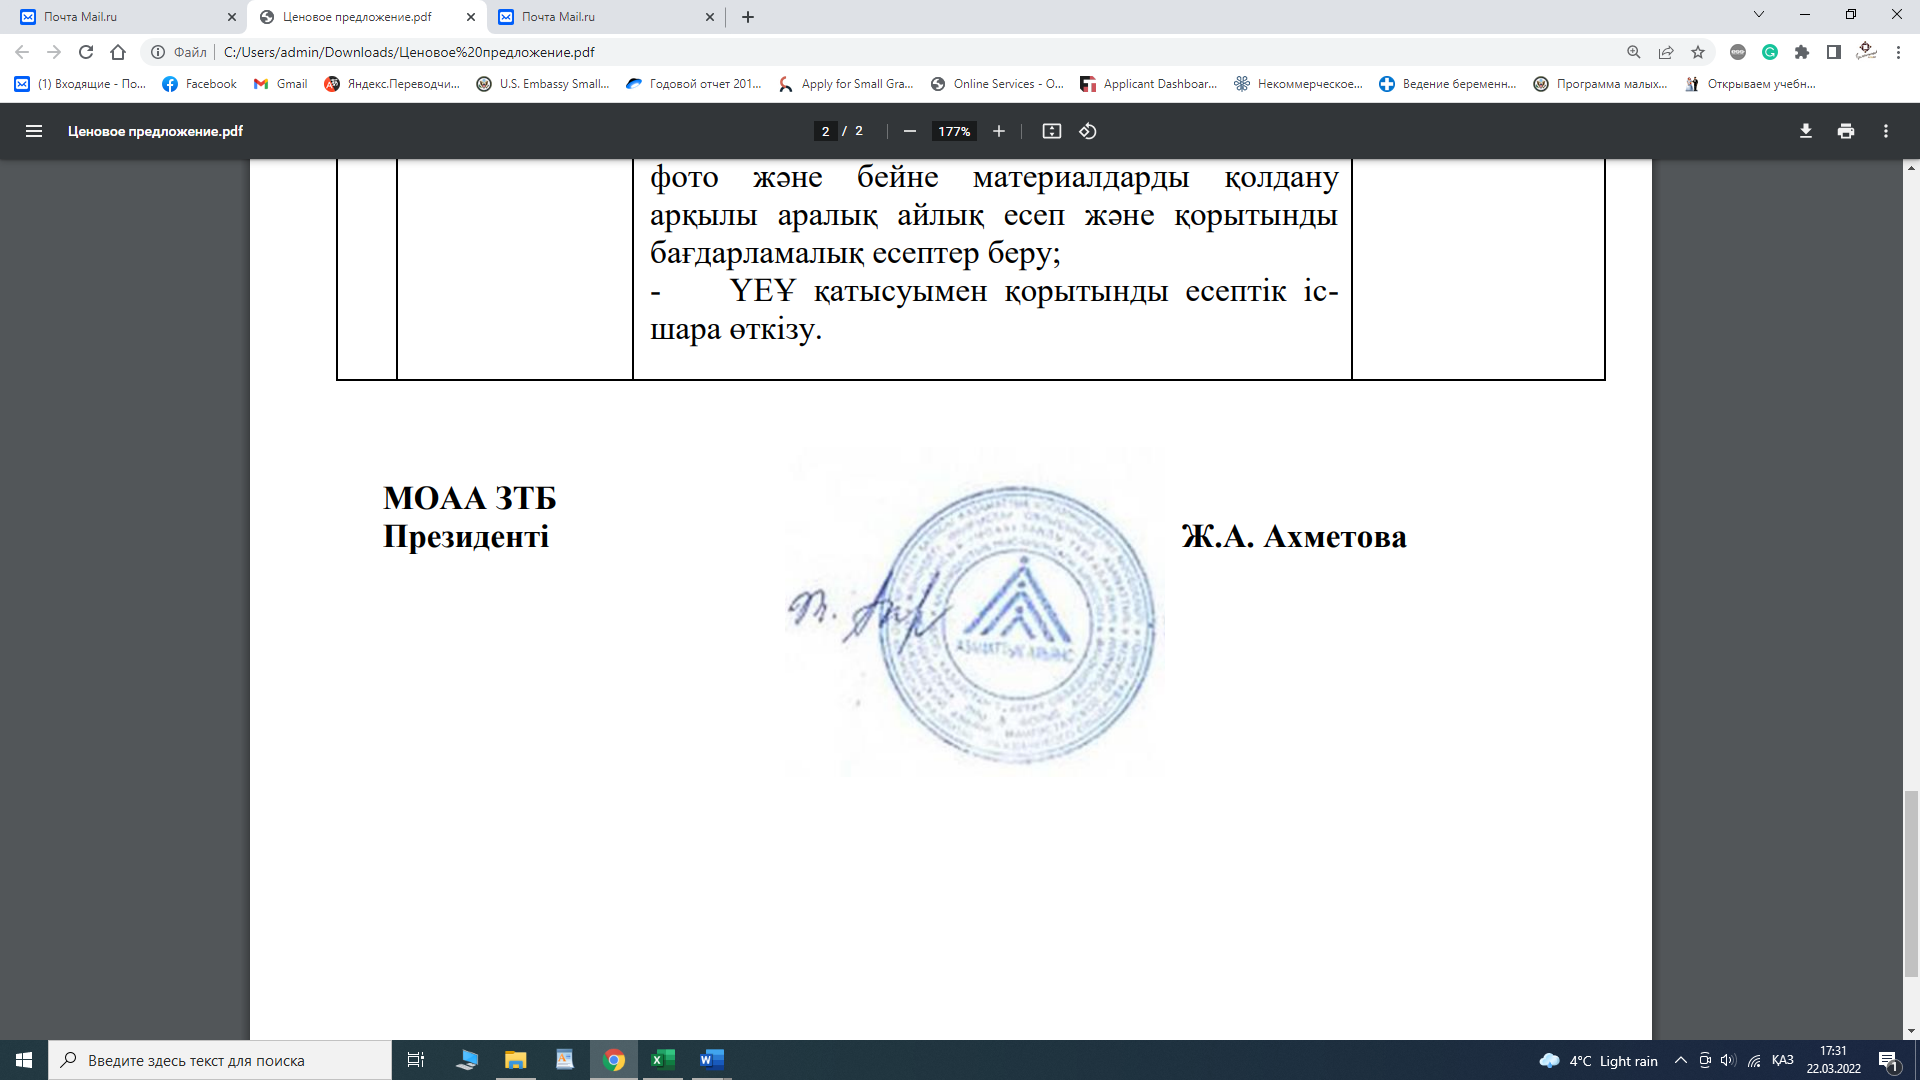 Почта Mail.ru
Ценовое предложение.pdf
Почта Mail.ru
Файл
C:/Users/admin/Downloads/Ценовое%20предложение.pdf
(1) Входящие - По...
Facebook
Gmail
Яндекс.Переводчи...
U.S. Embassy Small...
Годовой отчет 201...
Apply for Small Gra...
Online Services - O...
Applicant Dashboar...
Некоммерческое...
Ведение беременн...
Программа малых...
Открываем учебн...
Ценовое предложение.pdf
2 / 2
177%
фото және бейне материалдарды қолдану
арқылы аралық айлық есеп және қорытынды
бағдарламалық есептер беру;
- ҮЕҰ қатысуымен қорытынды есептік іс-
шара өткізу.
МОАА ЗТБ
Президенті
Ж.А. Ахметова
АЗАМАТТЫҚ АЛЬЯНС
Введите здесь текст для поиска
4°C Light rain
ҚАЗ
17:31
22.03.2022
1